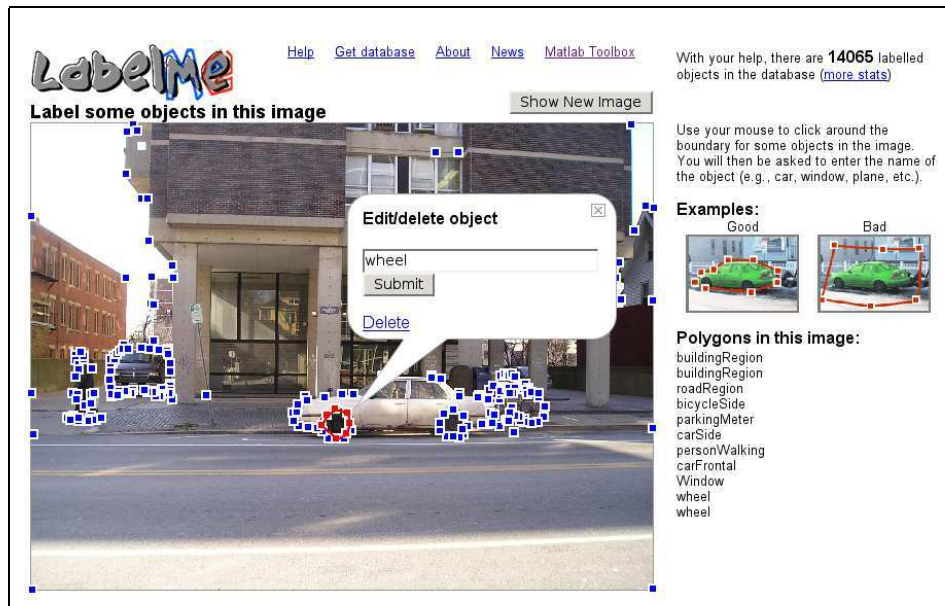 LabelMe
Help Get database About News Matlab Toolbox
With your help, there are 14065 labelled
objects in the database (more stats)
Label some objects in this image
Show New Image
Use your mouse to click around the
boundary for some objects in the image.
You will then be asked to enter the name of
the object (e.g., car, window, plane, etc.).
Examples:
Good Bad
Edit/delete object
wheel
Submit
Delete
Polygons in this image:
buildingRegion
buildingRegion
roadRegion
bicycleSide
parkingMeter
carSide
personWalking
carFrontal
Window
wheel
wheel